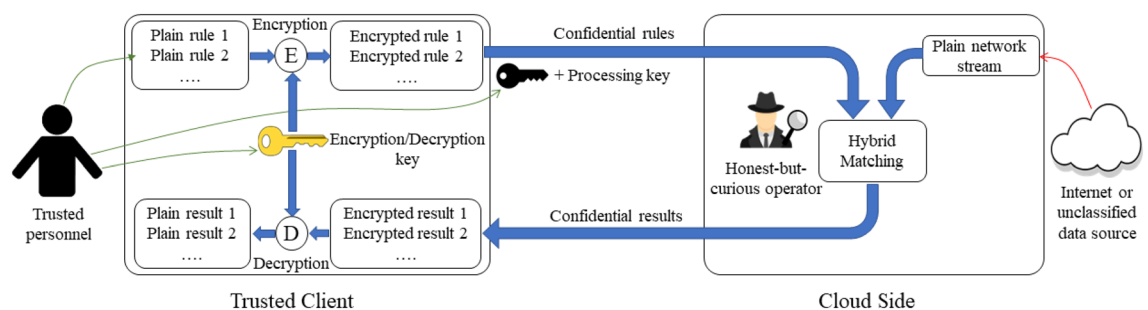 Encryption
Plain rule 1
Plain rule 2
....
E
Encrypted rule 1
Encrypted rule 2
....
Confidential rules
Plain network
stream
+ Processing key
Encryption/Decryption
key
Hybrid
Matching
Honest-but-
curious operator
Trusted
personnel
Internet or
unclassified
data source
Plain result 1
Plain result 2
....
D
Decryption
Encrypted result 1
Encrypted result 2
....
Confidential results
Trusted Client
Cloud Side